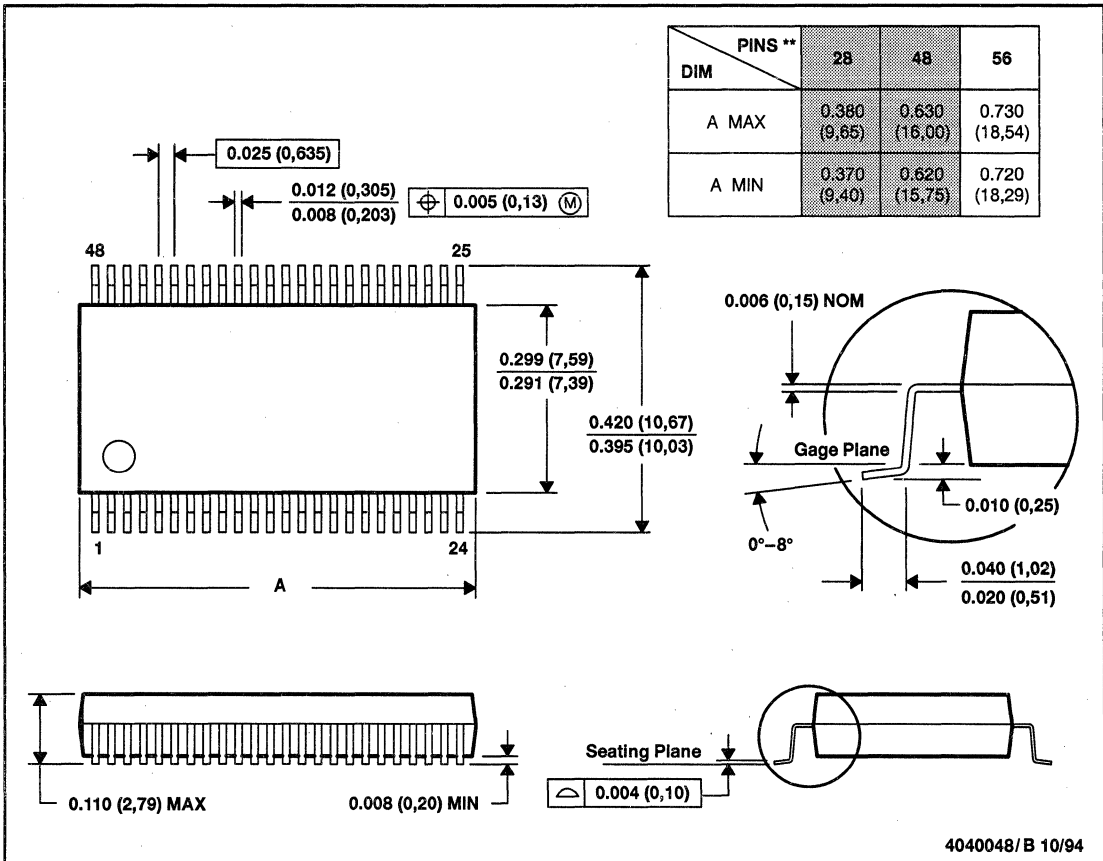 PINS **
DIM
28 48 56
A MAX 0.380 (9,65) 0.630 (16,00) 0.730 (18,54)
A MIN 0.370 (9,40) 0.620 (15,75) 0.720 (18,29)
0.025 (0,635)
0.012 (0,305)
0.008 (0,203)
⌖ 0.005 (0,13) Ⓜ
48 25
0.299 (7,59)
0.291 (7,39)
0.420 (10,67)
0.395 (10,03)
1 24
A
0.006 (0,15) NOM
Gage Plane
0.010 (0,25)
0°–8°
0.040 (1,02)
0.020 (0,51)
0.110 (2,79) MAX
0.008 (0,20) MIN
Seating Plane
⌓ 0.004 (0,10)
4040048/ B 10/94